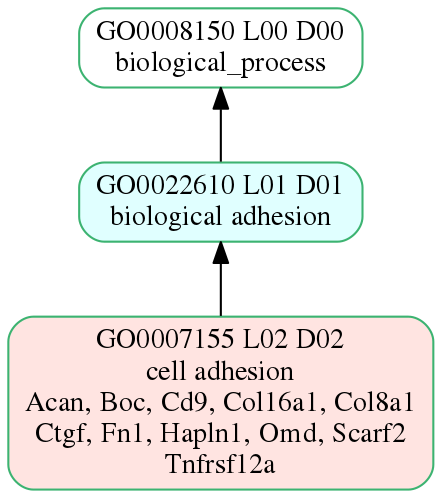 GO0008150 L00 D00
biological_process
GO0022610 L01 D01
biological adhesion
GO0007155 L02 D02
cell adhesion
Acan, Boc, Cd9, Col16a1, Col8a1
Ctgf, Fn1, Hapln1, Omd, Scarf2
Tnfrsf12a